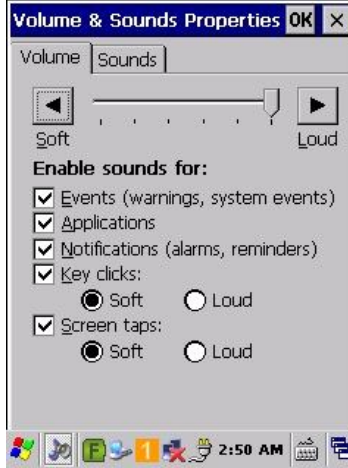 Volume & Sounds Properties OK ×
Volume Sounds
Soft Loud
Enable sounds for:
Events (warnings, system events)
Applications
Notifications (alarms, reminders)
Key clicks:
Soft Loud
Screen taps:
Soft Loud
F 1 2:50 AM